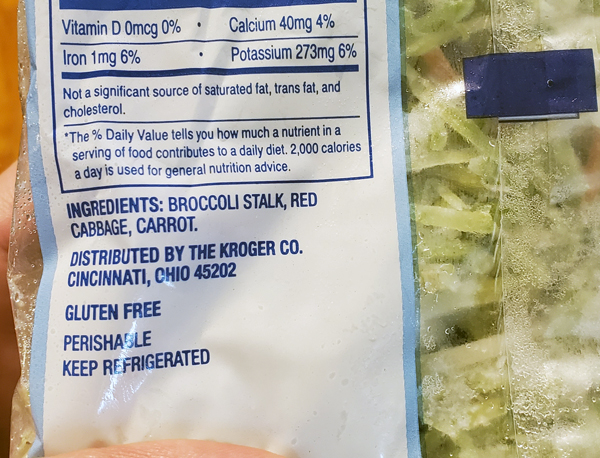 Vitamin D 0mcg 0% • Calcium 40mg 4%
Iron 1mg 6% • Potassium 273mg 6%
Not a significant source of saturated fat, trans fat, and
cholesterol.
*The % Daily Value tells you how much a nutrient in a
serving of food contributes to a daily diet. 2,000 calories
a day is used for general nutrition advice.
INGREDIENTS: BROCCOLI STALK, RED
CABBAGE, CARROT.
DISTRIBUTED BY THE KROGER CO.
CINCINNATI, OHIO 45202
GLUTEN FREE
PERISHABLE
KEEP REFRIGERATED